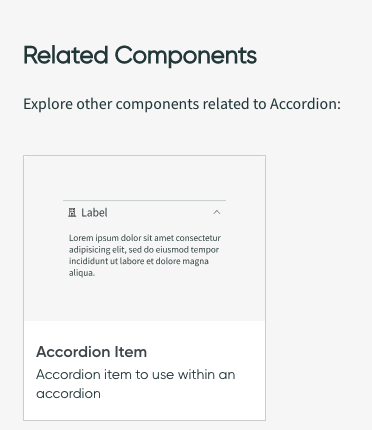 Related Components
Explore other components related to Accordion:
Label
Lorem ipsum dolor sit amet consectetur
adipisicing elit, sed do eiusmod tempor
incididunt ut labore et dolore magna
aliqua.
Accordion Item
Accordion item to use within an
accordion